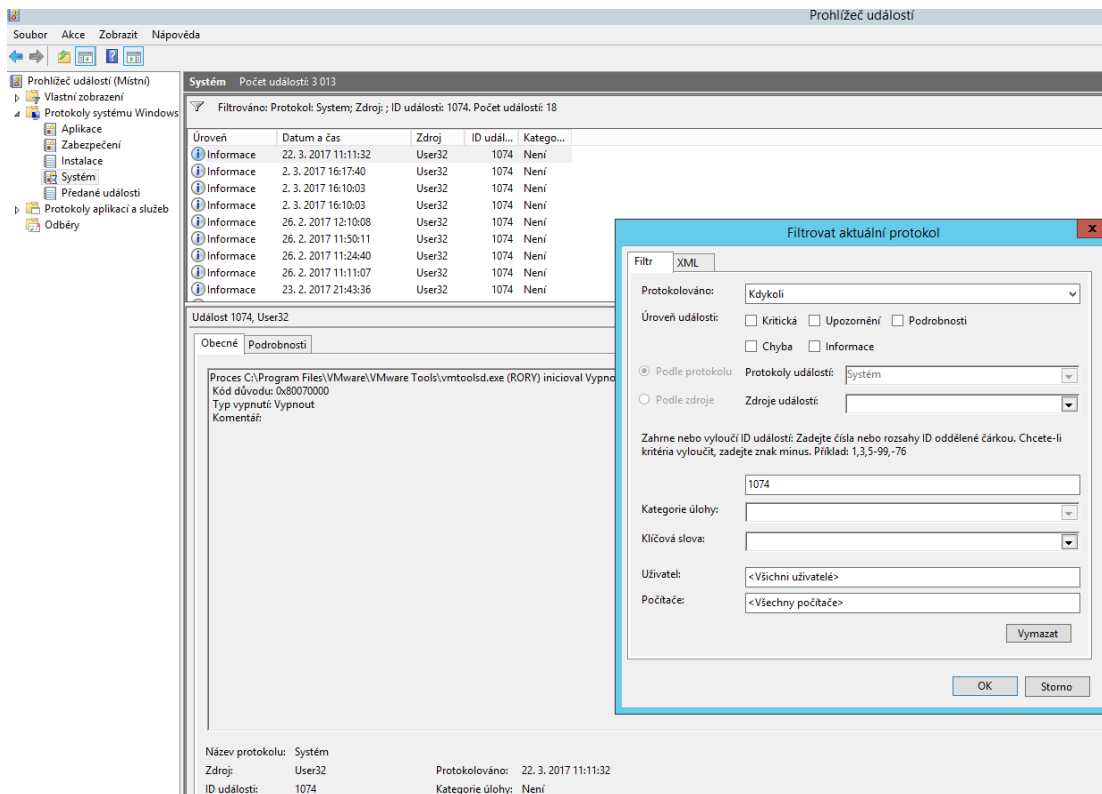 Prohlížeč událostí
Soubor Akce Zobrazit Nápověda
Prohlížeč událostí (Místní)
Vlastní zobrazení
Protokoly systému Windows
Aplikace
Zabezpečení
Instalace
Systém
Předané události
Protokoly aplikací a služeb
Odběry
Systém Počet událostí: 3 013
Filtrováno: Protokol: System; Zdroj: ; ID události: 1074. Počet událostí: 18
Úroveň Datum a čas Zdroj ID udál... Katego...
Informace 22. 3. 2017 11:11:32 User32 1074 Není
Informace 2. 3. 2017 16:17:40 User32 1074 Není
Informace 2. 3. 2017 16:10:03 User32 1074 Není
Informace 2. 3. 2017 16:10:03 User32 1074 Není
Informace 26. 2. 2017 12:10:08 User32 1074 Není
Informace 26. 2. 2017 11:50:11 User32 1074 Není
Informace 26. 2. 2017 11:24:40 User32 1074 Není
Informace 26. 2. 2017 11:11:07 User32 1074 Není
Informace 23. 2. 2017 21:43:36 User32 1074 Není
Událost 1074, User32
Obecné Podrobnosti
Proces C:\Program Files\VMware\VMware Tools\vmtoolsd.exe (RORY) inicioval Vypno
Kód důvodu: 0x80070000
Typ vypnutí: Vypnout
Komentář:
Název protokolu: Systém
Zdroj: User32 Protokolováno: 22. 3. 2017 11:11:32
ID události: 1074 Kategorie úlohy: Není
Filtrovat aktuální protokol
x
Filtr XML
Protokolováno: Kdykoli
Úroveň události: Kritická Upozornění Podrobnosti
Chyba Informace
Podle protokolu Protokoly událostí: Systém
Podle zdroje Zdroje událostí:
Zahrne nebo vyloučí ID událostí: Zadejte čísla nebo rozsahy ID oddělené čárkou. Chcete-li
kritéria vyloučit, zadejte znak minus. Příklad: 1,3,5-99,-76
1074
Kategorie úlohy:
Klíčová slova:
Uživatel: <Všichni uživatelé>
Počítače: <Všechny počítače>
Vymazat
OK Storno